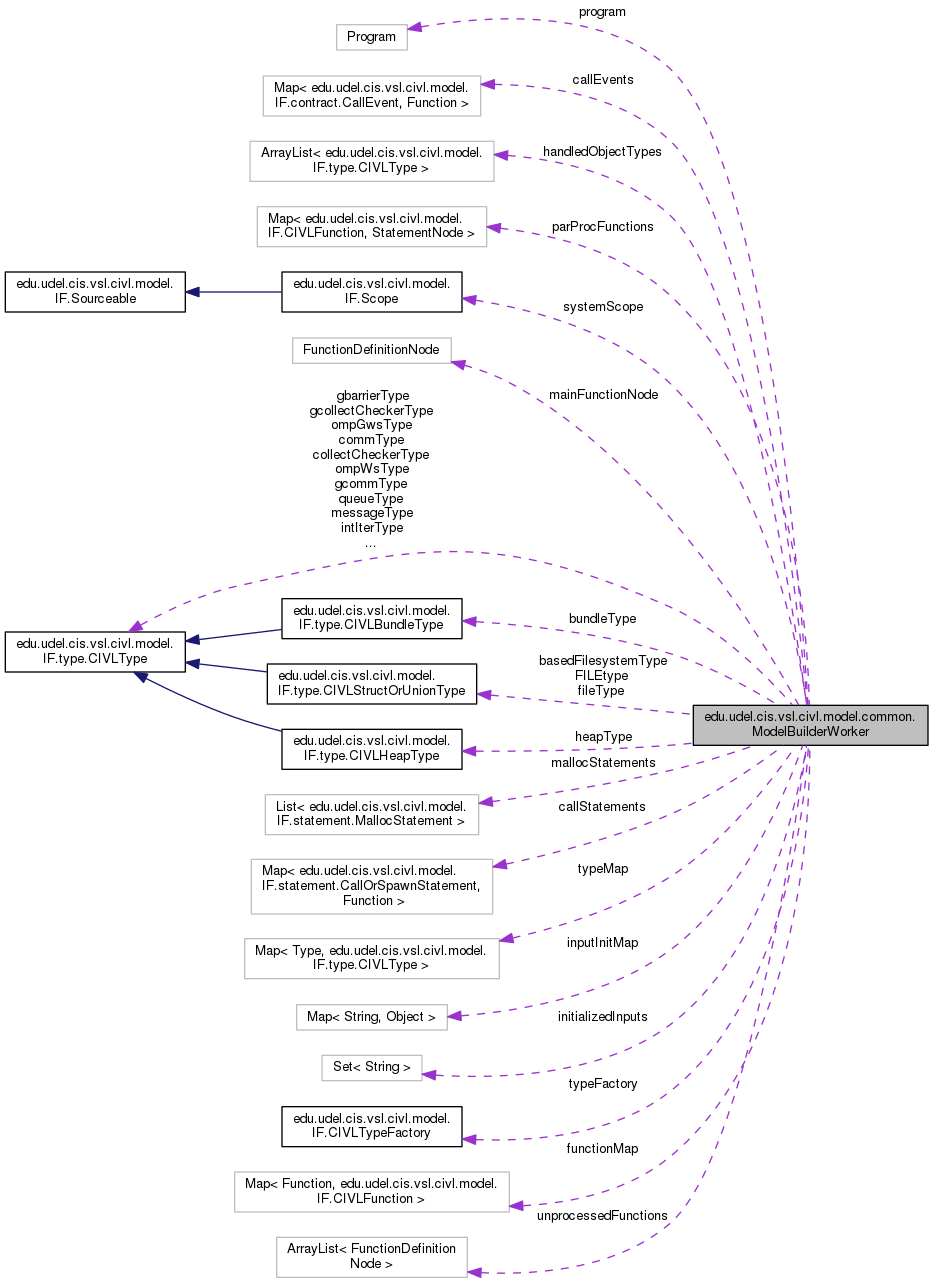 program
Program
callEvents
Map< edu.udel.cis.vsl.civl.model.
IF.contract.CallEvent, Function >
handledObjectTypes
ArrayList< edu.udel.cis.vsl.civl.model.
IF.type.CIVLType >
parProcFunctions
Map< edu.udel.cis.vsl.civl.model.
IF.CIVLFunction, StatementNode >
edu.udel.cis.vsl.civl.model.
IF.Sourceable
edu.udel.cis.vsl.civl.model.
IF.Scope
systemScope
FunctionDefinitionNode
mainFunctionNode
gbarrierType
gcollectCheckerType
ompGwsType
commType
collectCheckerType
ompWsType
gcommType
queueType
messageType
intIterType
...
edu.udel.cis.vsl.civl.model.
IF.type.CIVLType
edu.udel.cis.vsl.civl.model.
IF.type.CIVLBundleType
bundleType
edu.udel.cis.vsl.civl.model.
IF.type.CIVLStructOrUnionType
basedFilesystemType
FILEtype
fileType
edu.udel.cis.vsl.civl.model.common.
ModelBuilderWorker
edu.udel.cis.vsl.civl.model.
IF.type.CIVLHeapType
heapType
mallocStatements
List< edu.udel.cis.vsl.civl.model.
IF.statement.MallocStatement >
callStatements
Map< edu.udel.cis.vsl.civl.model.
IF.statement.CallOrSpawnStatement,
Function >
typeMap
Map< Type, edu.udel.cis.vsl.civl.model.
IF.type.CIVLType >
inputInitMap
Map< String, Object >
initializedInputs
Set< String >
typeFactory
edu.udel.cis.vsl.civl.model.
IF.CIVLTypeFactory
functionMap
Map< Function, edu.udel.cis.vsl.civl.model.
IF.CIVLFunction >
unprocessedFunctions
ArrayList< FunctionDefinition
Node >